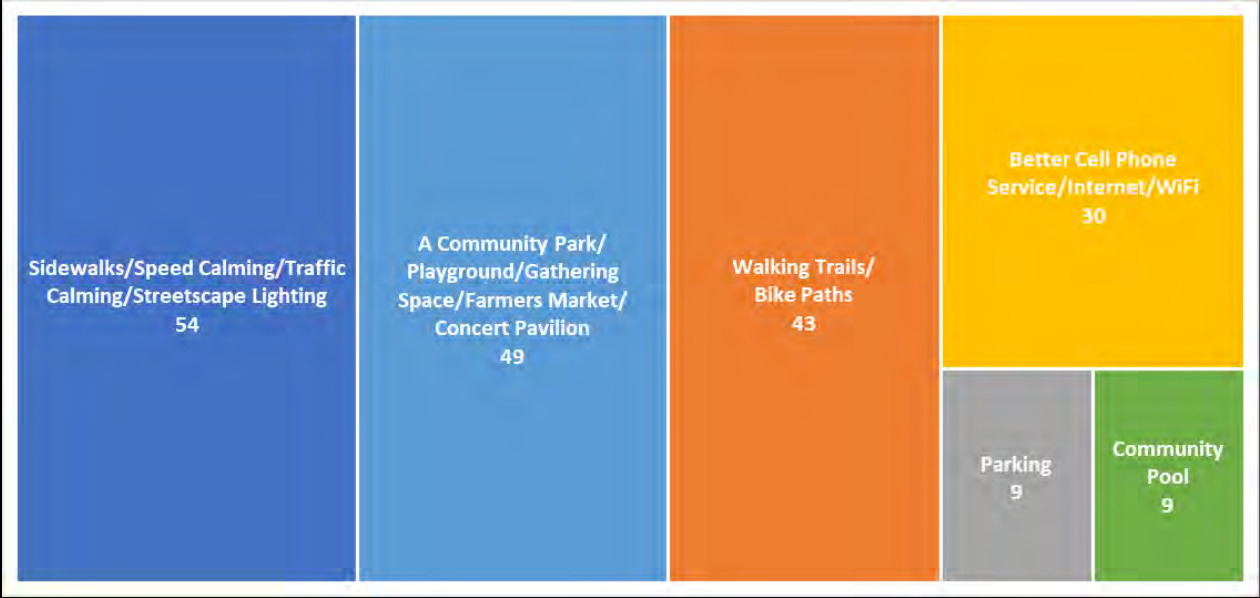 Sidewalks/Speed Calming/Traffic
Calming/Streetscape Lighting
54
A Community Park/
Playground/Gathering
Space/Farmers Market/
Concert Pavilion
49
Walking Trails/
Bike Paths
43
Better Cell Phone
Service/Internet/WiFi
30
Parking
9
Community
Pool
9